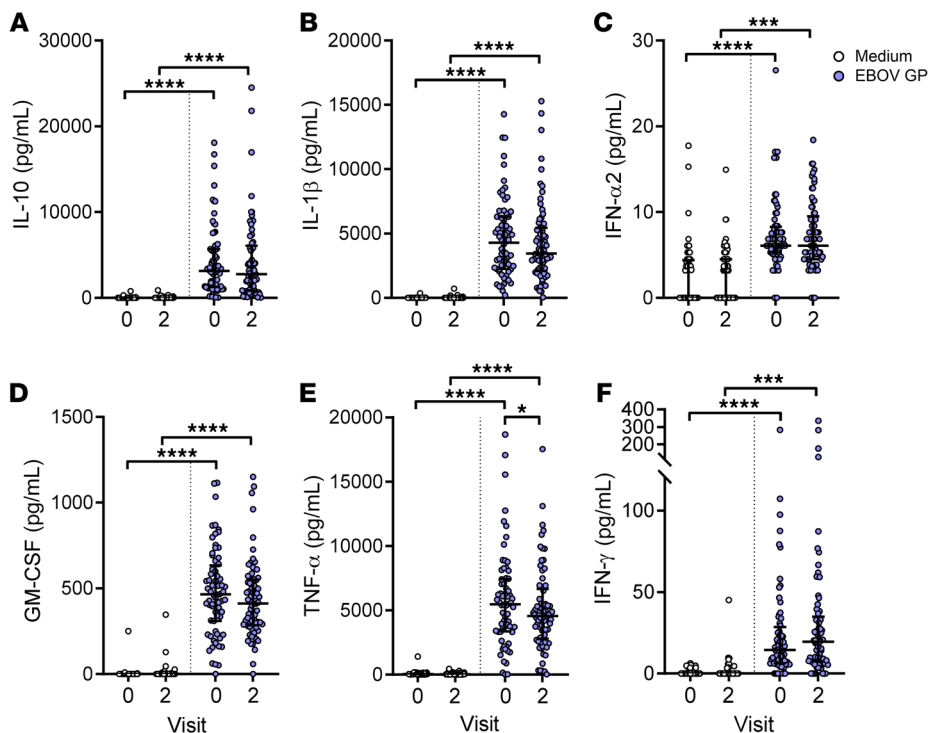 A
IL-10 (pg/mL)
30000
20000
10000
0
****
****
0 2 0 2
B
IL-1β (pg/mL)
20000
15000
10000
5000
0
****
****
0 2 0 2
C
IFN-α2 (pg/mL)
30
20
10
0
***
****
0 2 0 2
Medium
EBOV GP
D
GM-CSF (pg/mL)
1500
1000
500
0
****
****
0 2 0 2
Visit
E
TNF-α (pg/mL)
20000
15000
10000
5000
0
****
****
*
0 2 0 2
Visit
F
IFN-γ (pg/mL)
400
300
200
100
50
0
***
****
0 2 0 2
Visit